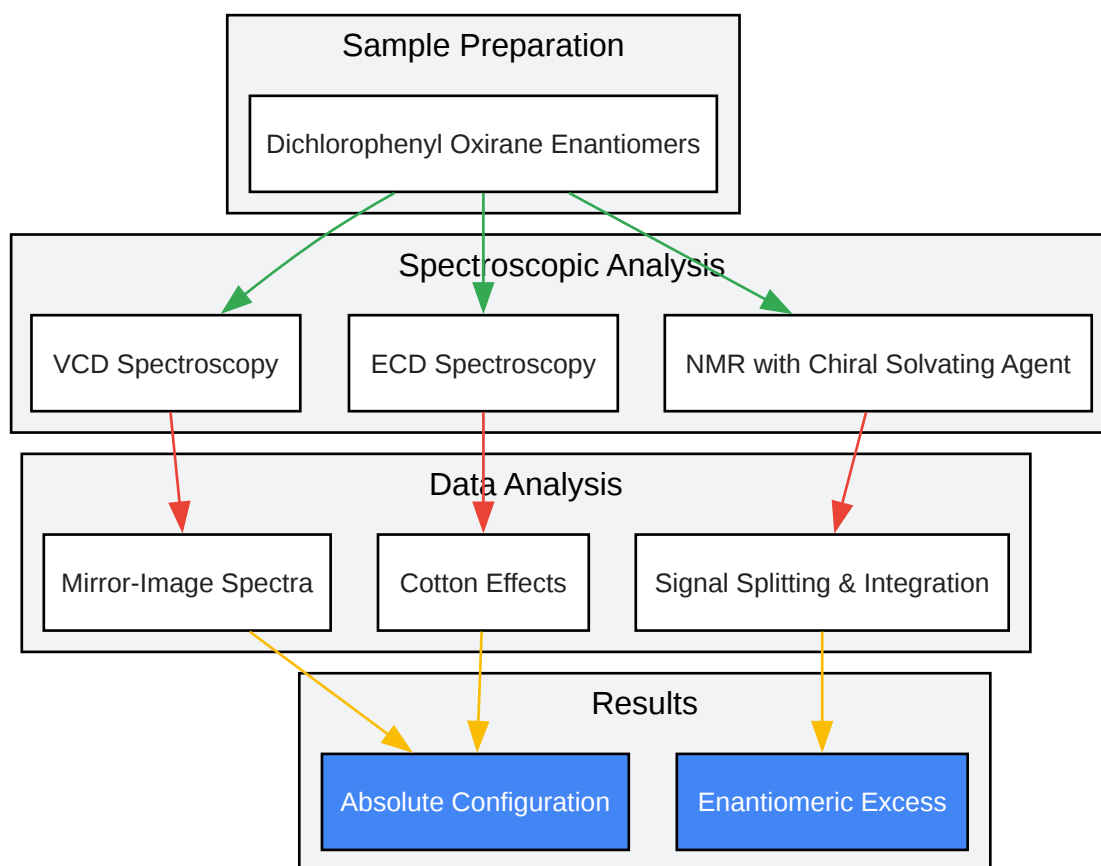 Sample Preparation
Dichlorophenyl Oxirane Enantiomers
Spectroscopic Analysis
VCD Spectroscopy
ECD Spectroscopy
NMR with Chiral Solvating Agent
Data Analysis
Mirror-Image Spectra
Cotton Effects
Signal Splitting & Integration
Results
Absolute Configuration
Enantiomeric Excess